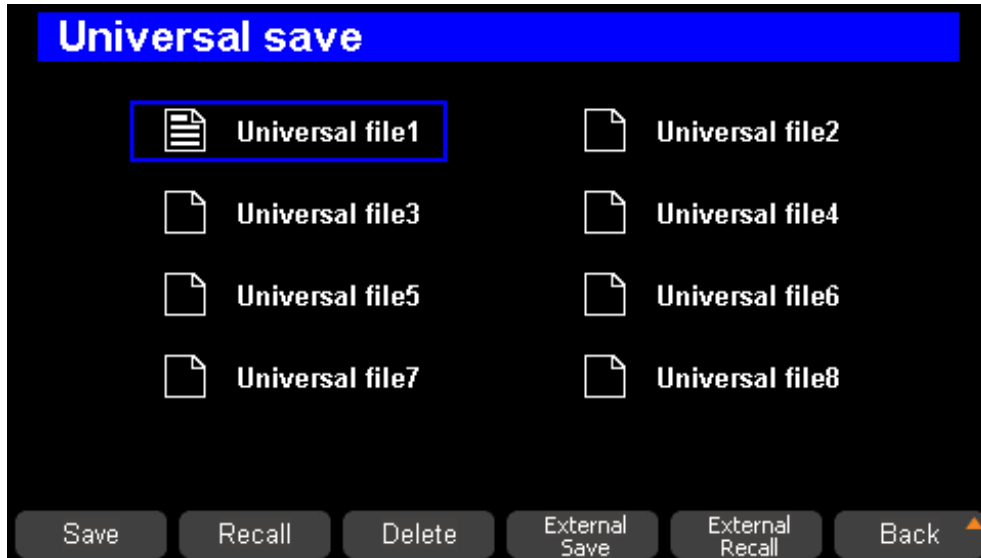 Universal save
Universal file1
Universal file2
Universal file3
Universal file4
Universal file5
Universal file6
Universal file7
Universal file8
Save
Recall
Delete
External
Save
External
Recall
Back